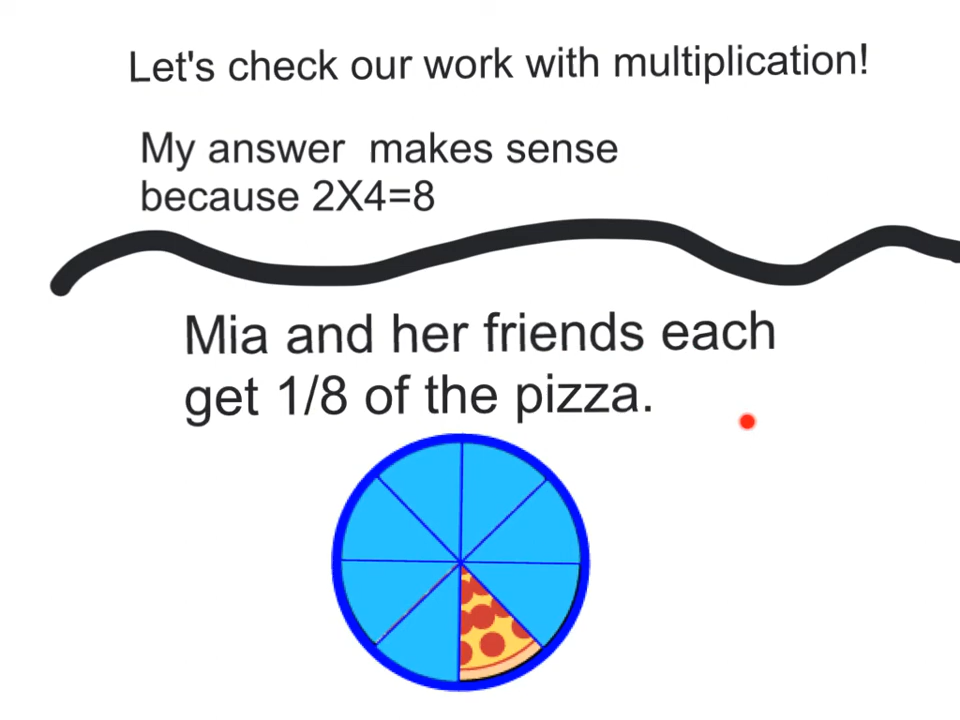 Let's check our work with multiplication!
My answer  makes sense
because 2X4=8
Mia and her friends each
get 1/8 of the pizza.